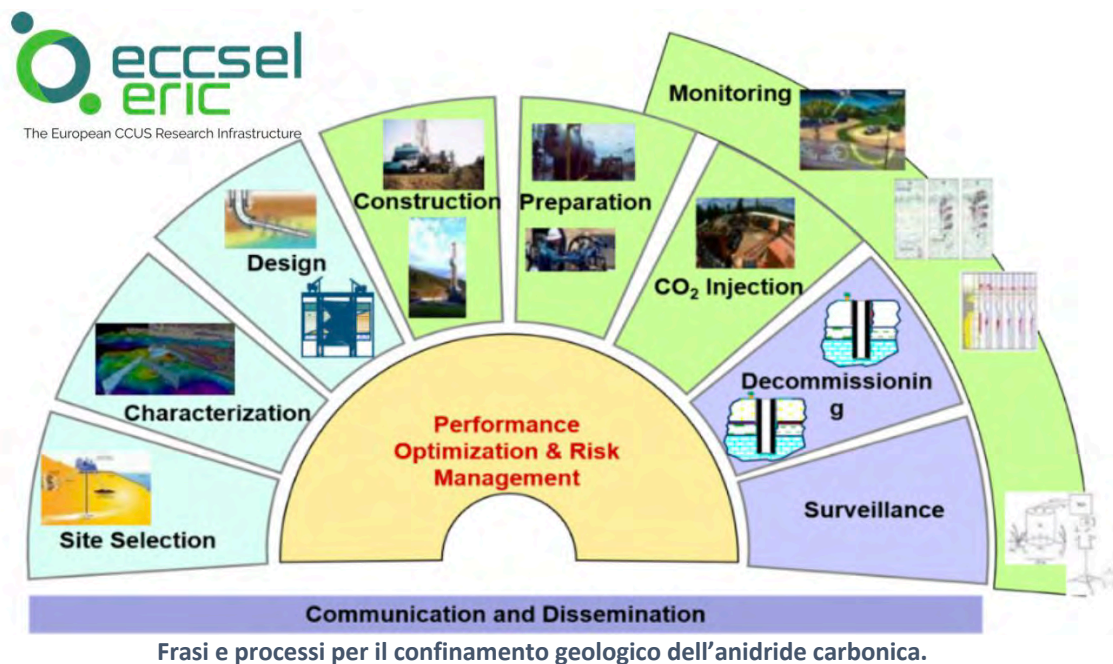 eccsel
eric
The European CCUS Research Infrastructure
Monitoring
Construction
Preparation
Design
CO₂ Injection
Characterization
Decommissionin
g
Performance
Optimization & Risk
Management
Site Selection
Surveillance
Communication and Dissemination
Frasi e processi per il confinamento geologico dell'anidride carbonica.